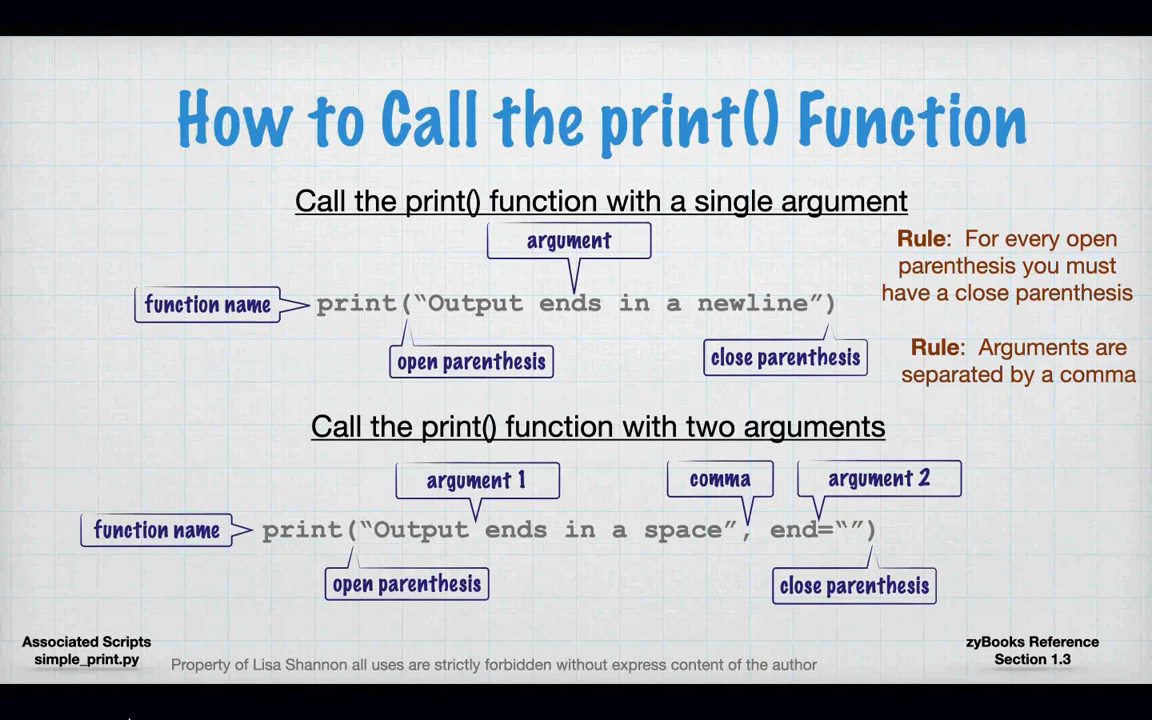 How to Call the print() Function
Call the print() function with a single argument
argument
Rule: For every open
parenthesis you must
have a close parenthesis
function name
print(“Output ends in a newline”)
open parenthesis
close parenthesis
Rule: Arguments are
separated by a comma
Call the print() function with two arguments
argument 1
comma
argument 2
function name
print(“Output ends in a space”, end=“”)
open parenthesis
close parenthesis
Associated Scripts
simple_print.py
Property of Lisa Shannon all uses are strictly forbidden without express content of the author
zyBooks Reference
Section 1.3